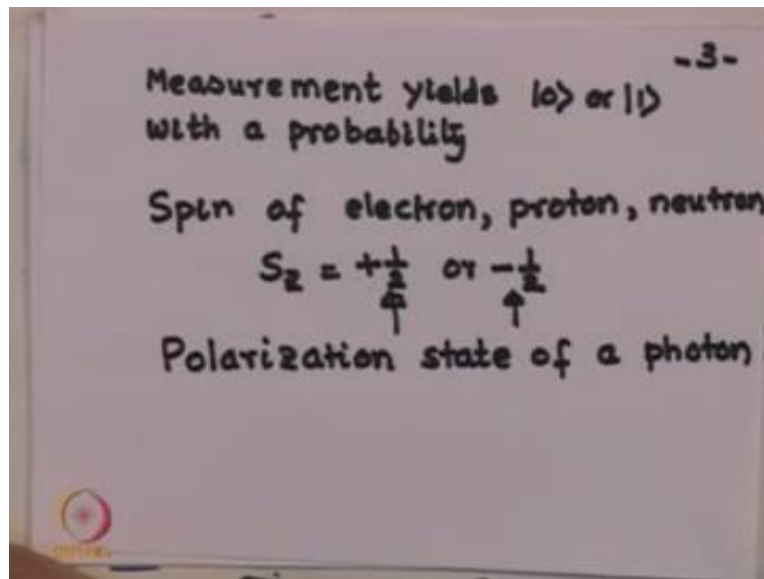 -3-
Measurement yields |0> or |1>
with a probability
Spin of electron, proton, neutron
Sz = +1/2 or -1/2
↑ ↑
Polarization state of a photon